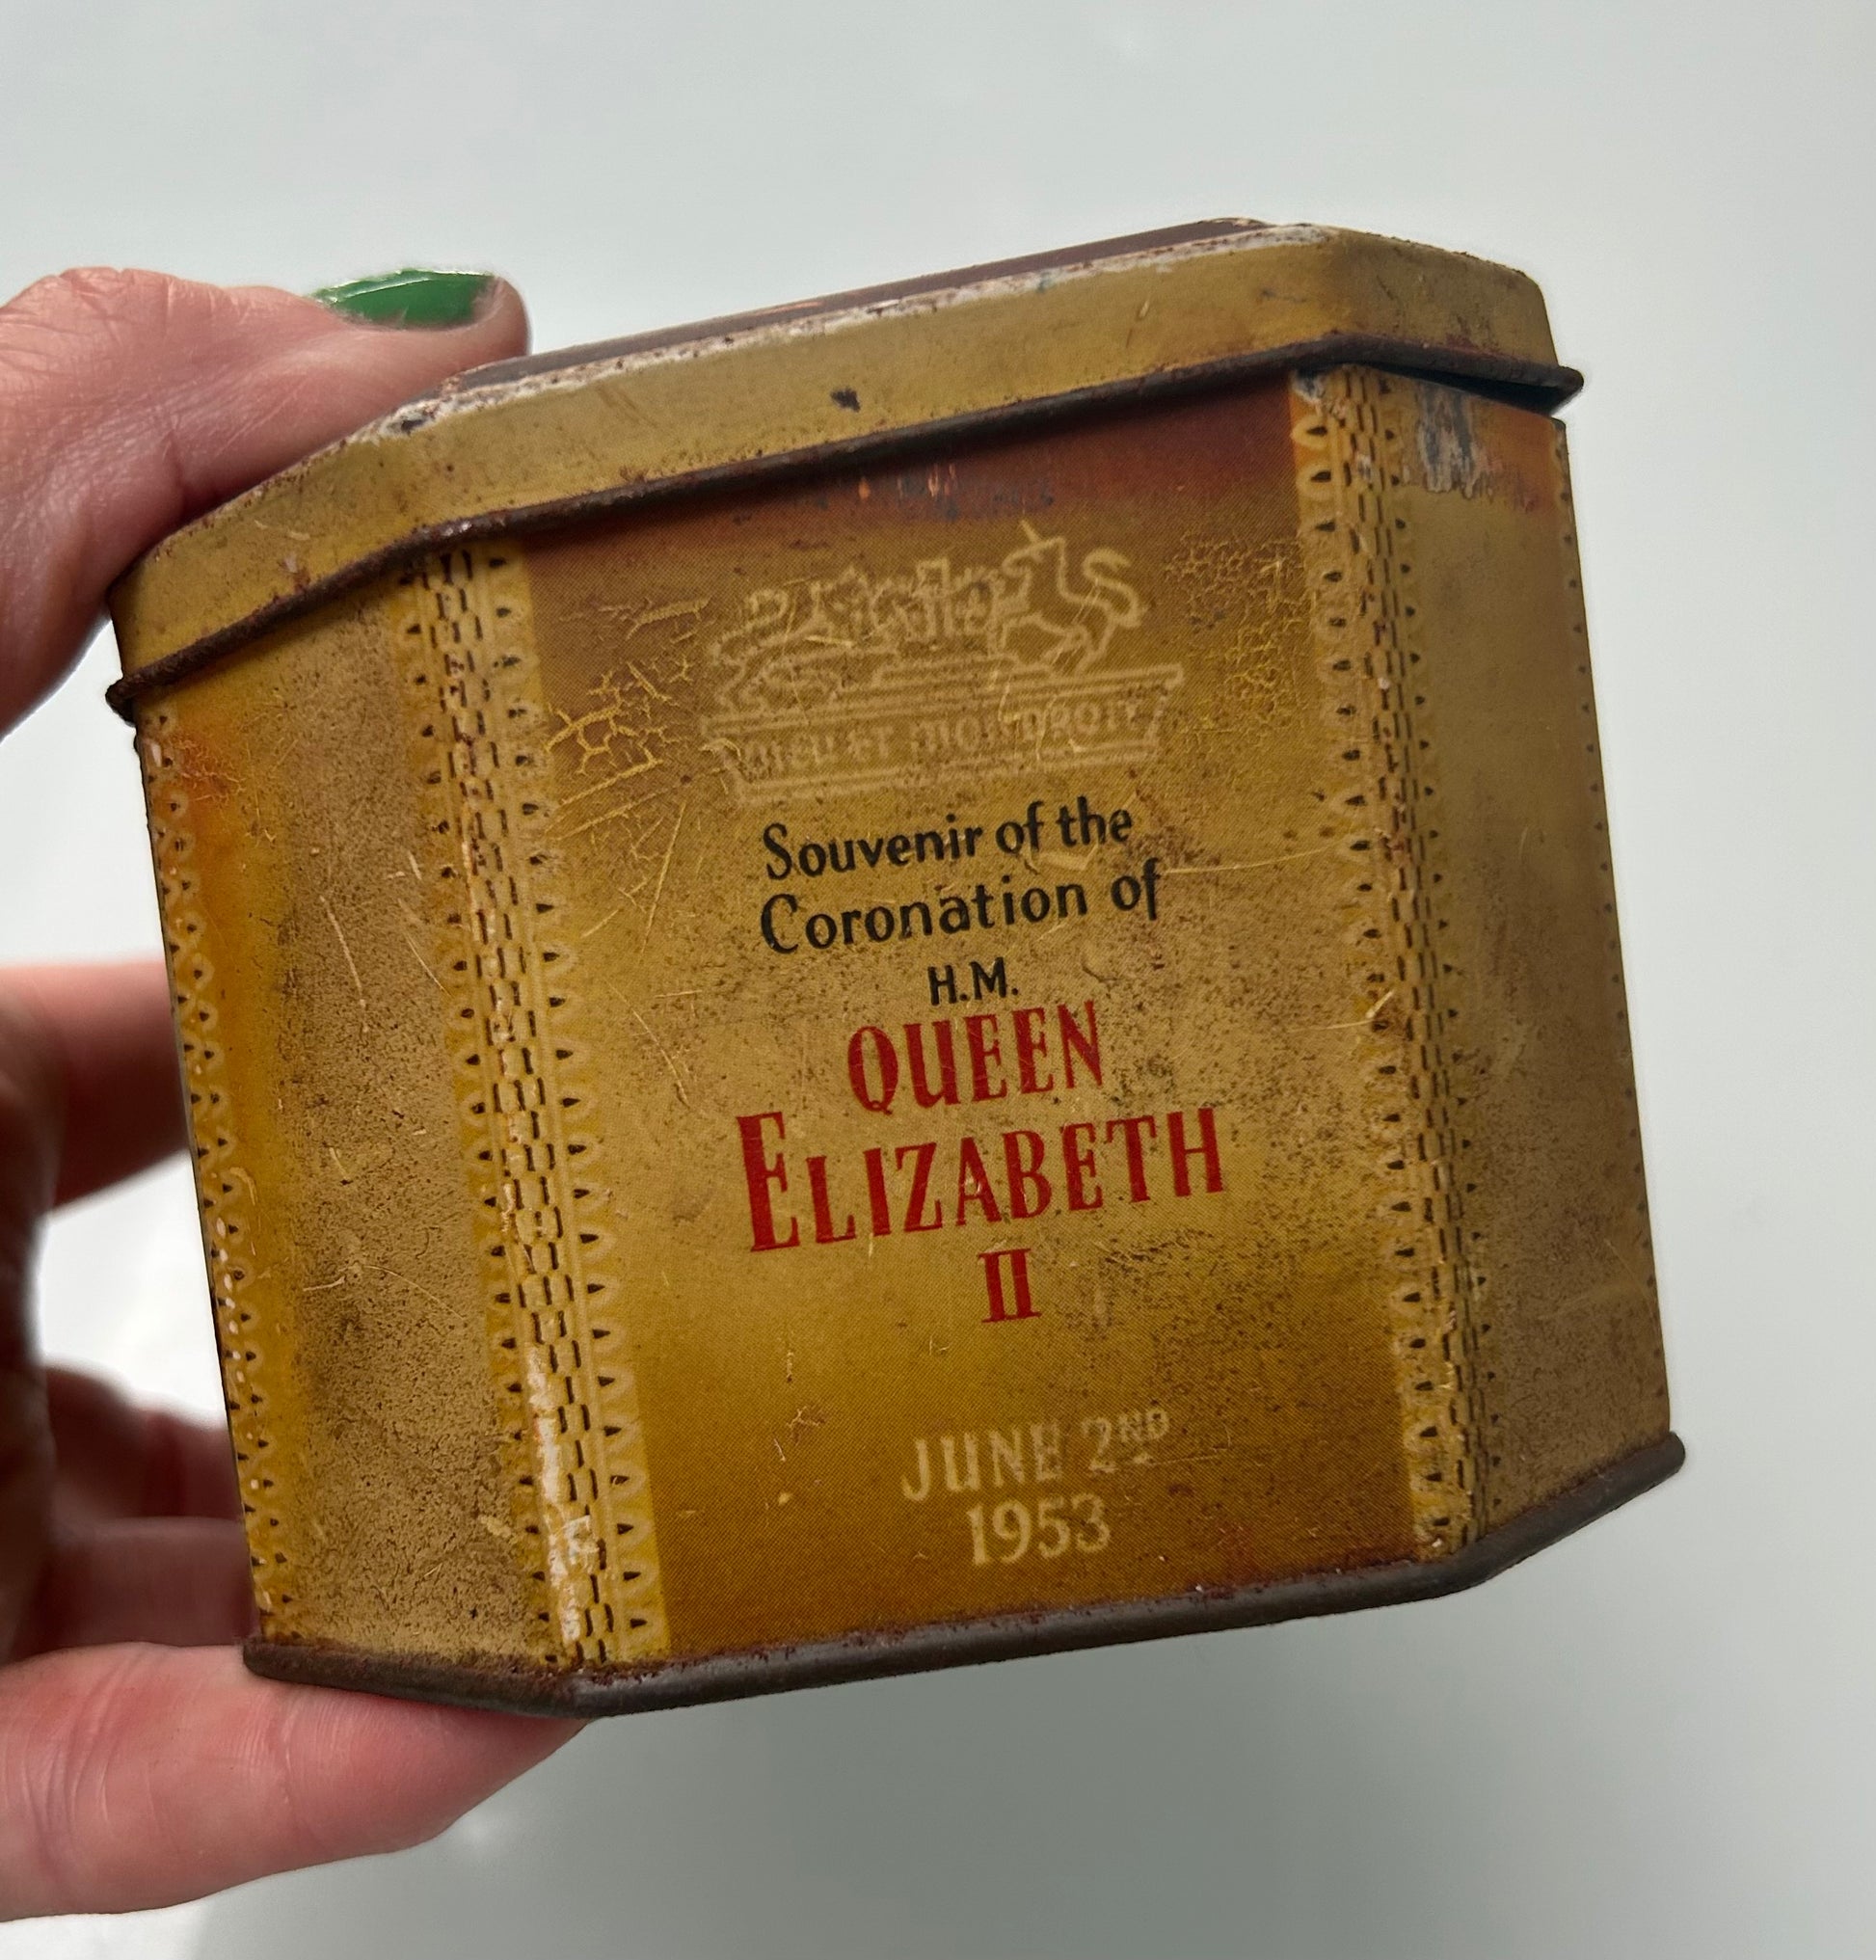 DIEU ET MON DROIT
Souvenir of the
Coronation of
H.M.
QUEEN
ELIZABETH
II
JUNE 2ND
1953